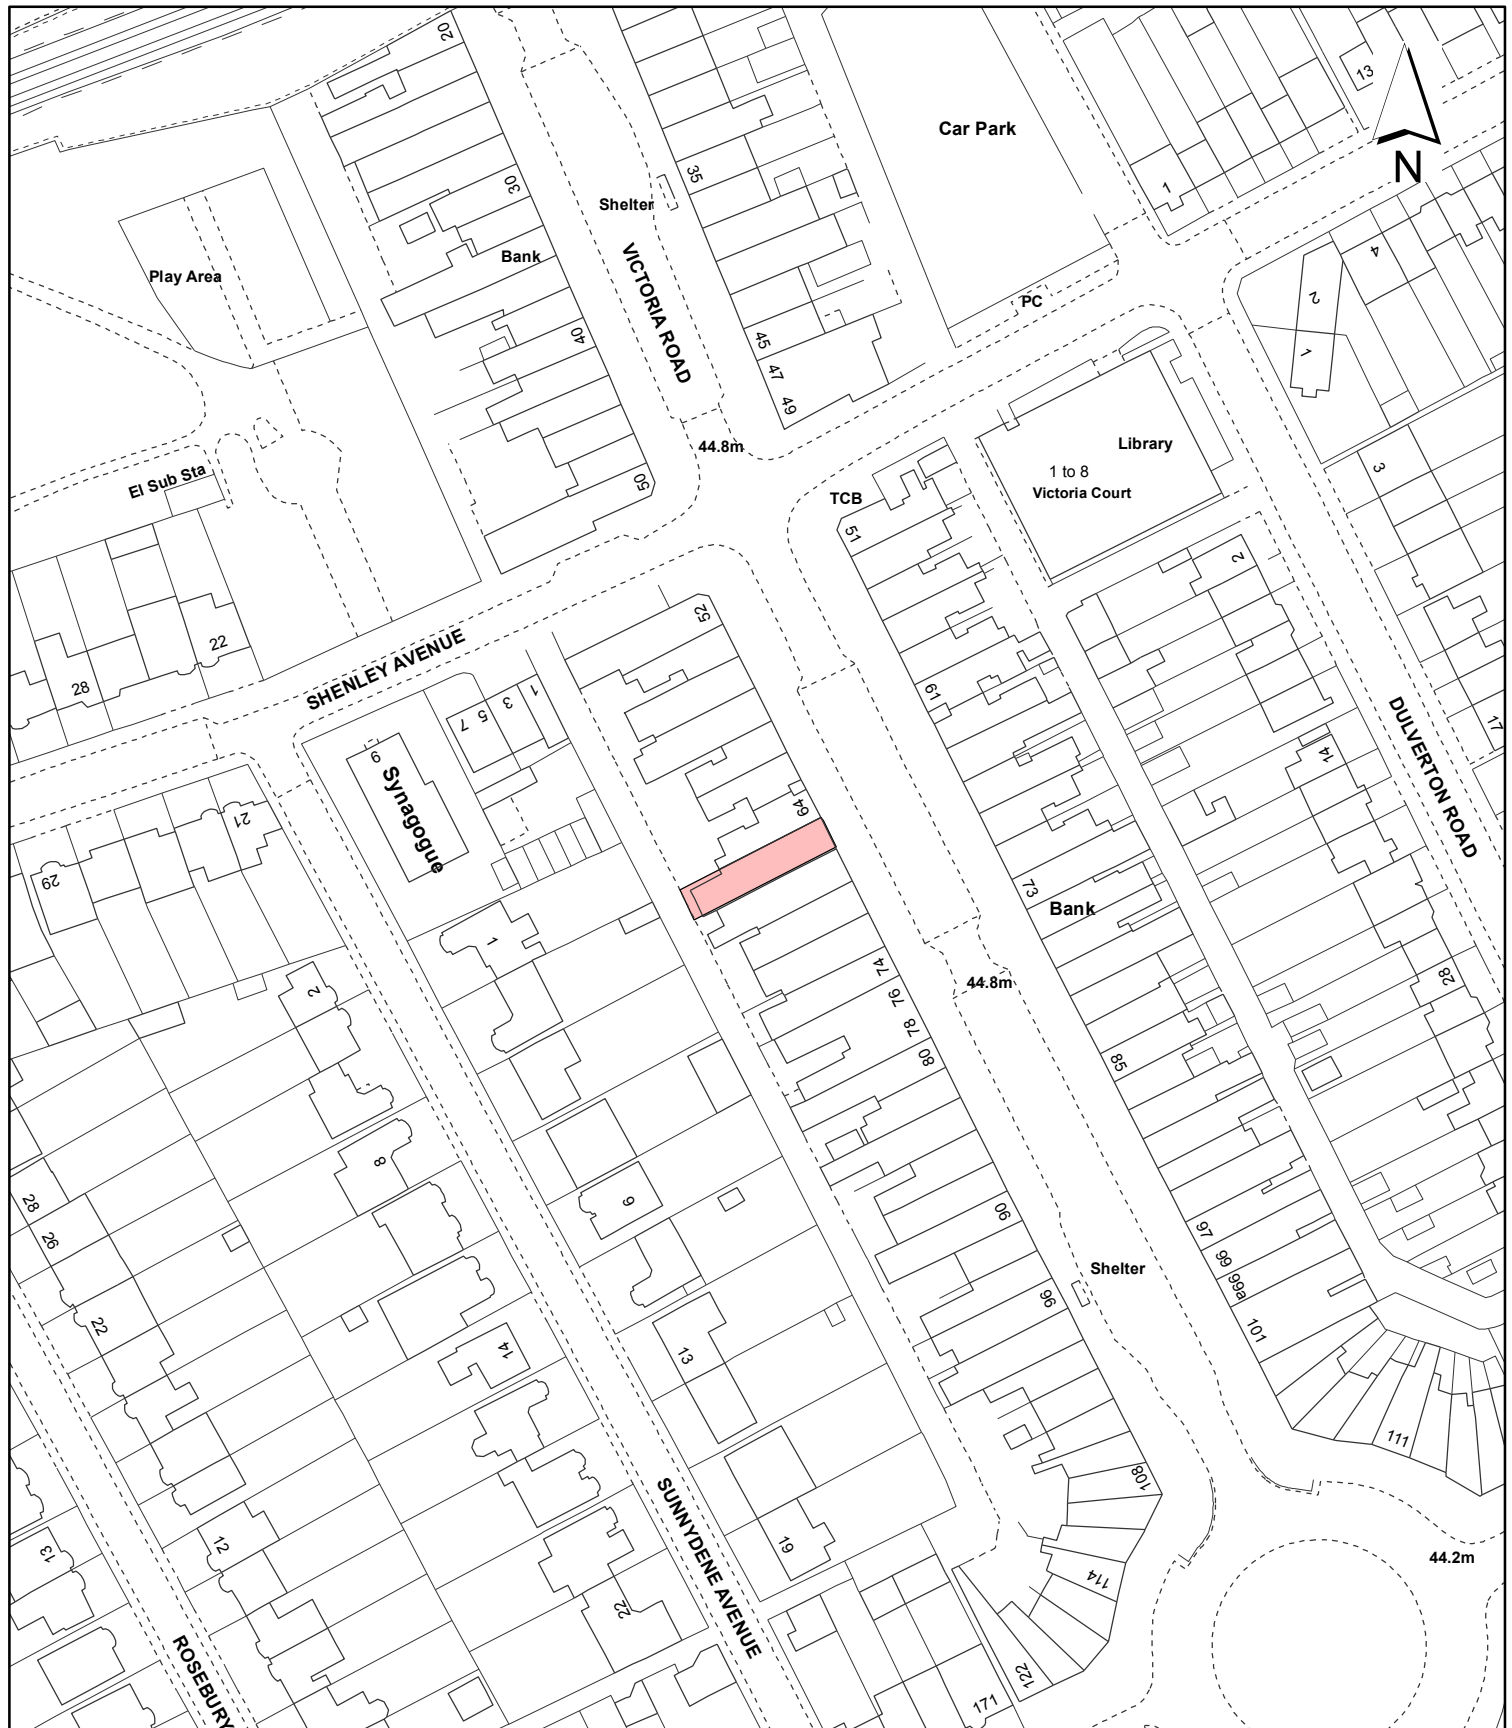 20
13
Car Park
N
35
1
30
Shelter
Bank
VICTORIA ROAD
Play Area
4
2
PC
1
40
45
47
49
44.8m
Library
1 to 8
Victoria Court
3
El Sub Sta
50
TCB
51
2
52
22
28
SHENLEY AVENUE
61
1
3
5
7
17
DULVERTON ROAD
14
9
Synagogue
64
21
29
73
Bank
1
74
76
78
80
44.8m
28
2
85
8
9
28
26
90
97
99
99a
101
Shelter
96
22
14
13
111
108
SUNNYDENE AVENUE
19
12
13
44.2m
114
22
122
171
ROSEBURY